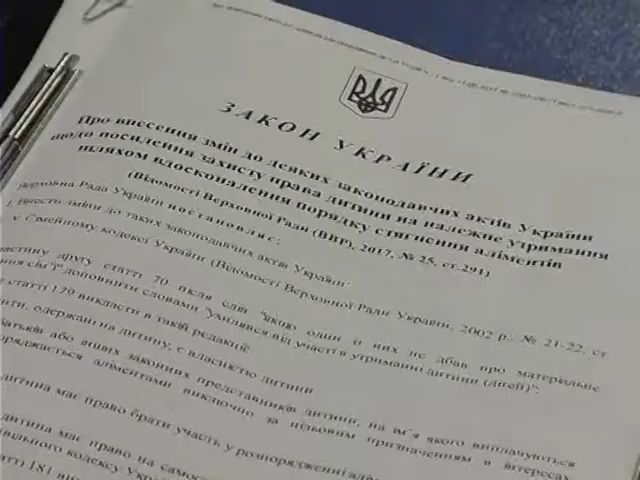 ЗАКОН УКРАЇНИ
Про внесення змін до деяких законодавчих актів України
щодо посилення захисту права дитини на належне утримання
шляхом вдосконалення порядку стягнення аліментів
(Відомості Верховної Ради (ВВР), 2017, № 25, ст.291)
Верховна Рада України постановляє:
І. Внести зміни до таких законодавчих актів України:
у Сімейному кодексі України (Відомості Верховної Ради України, 2002 р., № 21-22, ст
частину другу статті 70 після слів "якщо один із них не дбав про матеріальне
сім'ї" доповнити словами "ухилявся від участі в утриманні дитини (дітей)";
статті 179 викласти в такій редакції:
одержані на дитину, є власністю дитини
або інших законних представників дитини, на ім'я якого виплачуються
аліментами виключно за цільовим призначенням в інтересах
дитина має право брати участь у розпорядженні
дитина має право на
кодексу
181